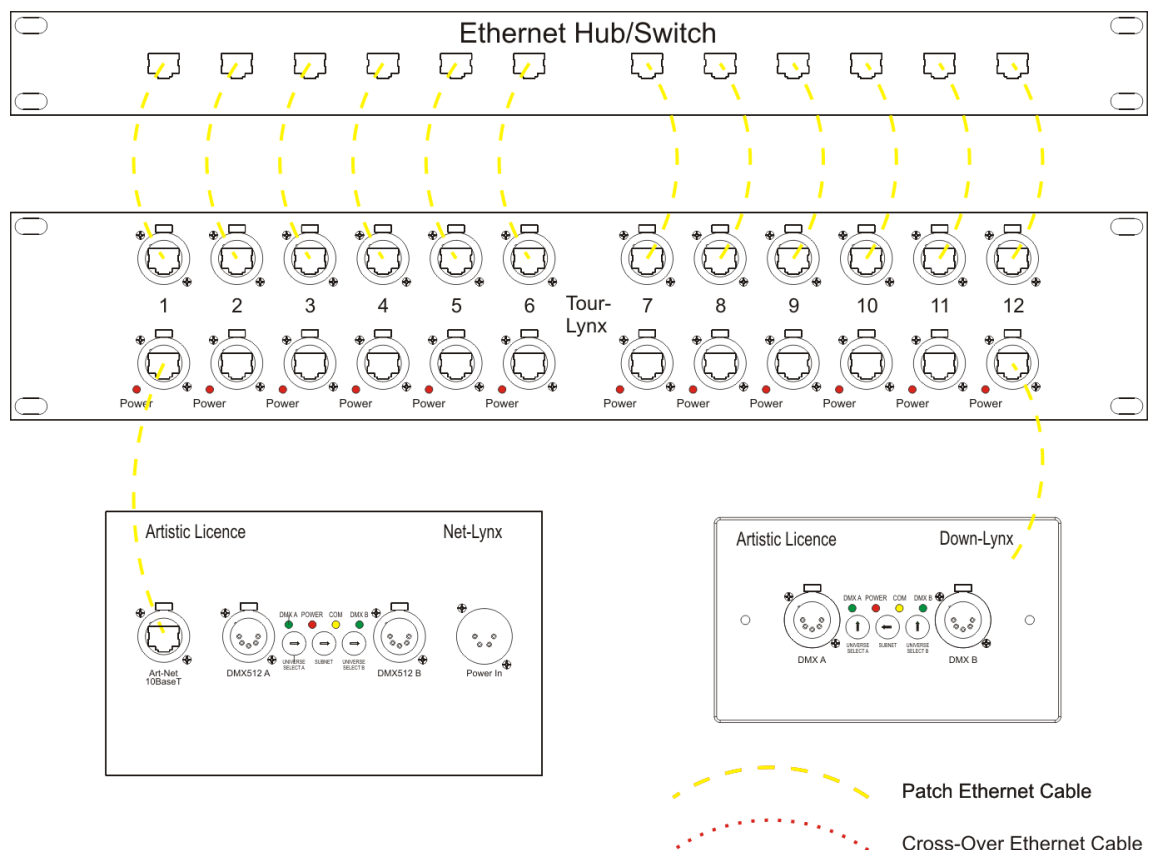 Ethernet Hub/Switch
1 2 3 4 5 6 Tour- 7 8 9 10 11 12
Lynx
Power Power Power Power Power Power Power Power Power Power Power Power
Artistic Licence Net-Lynx
DMX A POWER COM DMX B
UNIVERSE SUBNET UNIVERSE
SELECT A SELECT B
Art-Net DMX512 A DMX512 B Power In
10BaseT
Artistic Licence Down-Lynx
DMX A POWER COM DMX B
UNIVERSE SUBNET UNIVERSE
SELECT A SELECT B
DMX A DMX B
Patch Ethernet Cable
Cross-Over Ethernet Cable